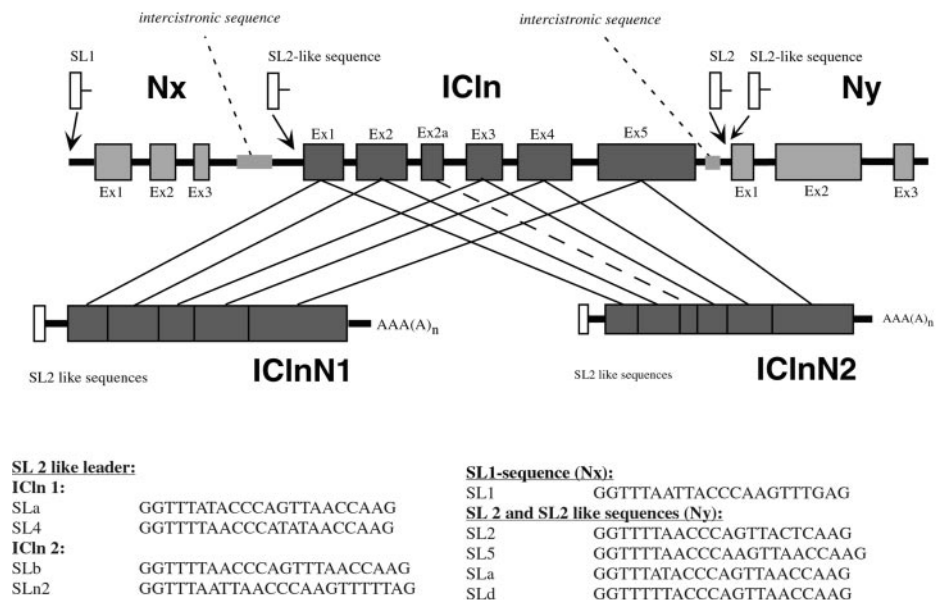 intercistronic sequence
intercistronic sequence
SL1
SL2-like sequence
SL2
SL2-like sequence
Nx
ICln
Ny
Ex1
Ex2
Ex2a
Ex3
Ex4
Ex5
Ex1
Ex2
Ex3
Ex1
Ex2
Ex3
AAA(A)n
AAA(A)n
SL2 like sequences
IClnN1
SL2 like sequences
IClnN2
SL 2 like leader:
ICln 1:
SLa GGTTTATACCCAGTTAACCAAG
SL4 GGTTTTAACCCATATAACCAAG
ICln 2:
SLb GGTTTTAACCCAGTTTAACCAAG
SLn2 GGTTTAATTAACCCAAGTTTTTAG
SL1-sequence (Nx):
SL1 GGTTTAATTACCCAAGTTTGAG
SL 2 and SL2 like sequences (Ny):
SL2 GGTTTTAACCCAGTTACTCAAG
SL5 GGTTTTAACCCAAGTTAACCAAG
SLa GGTTTATACCCAGTTAACCAAG
SLd GGTTTTTACCCAGTTAACCAAG